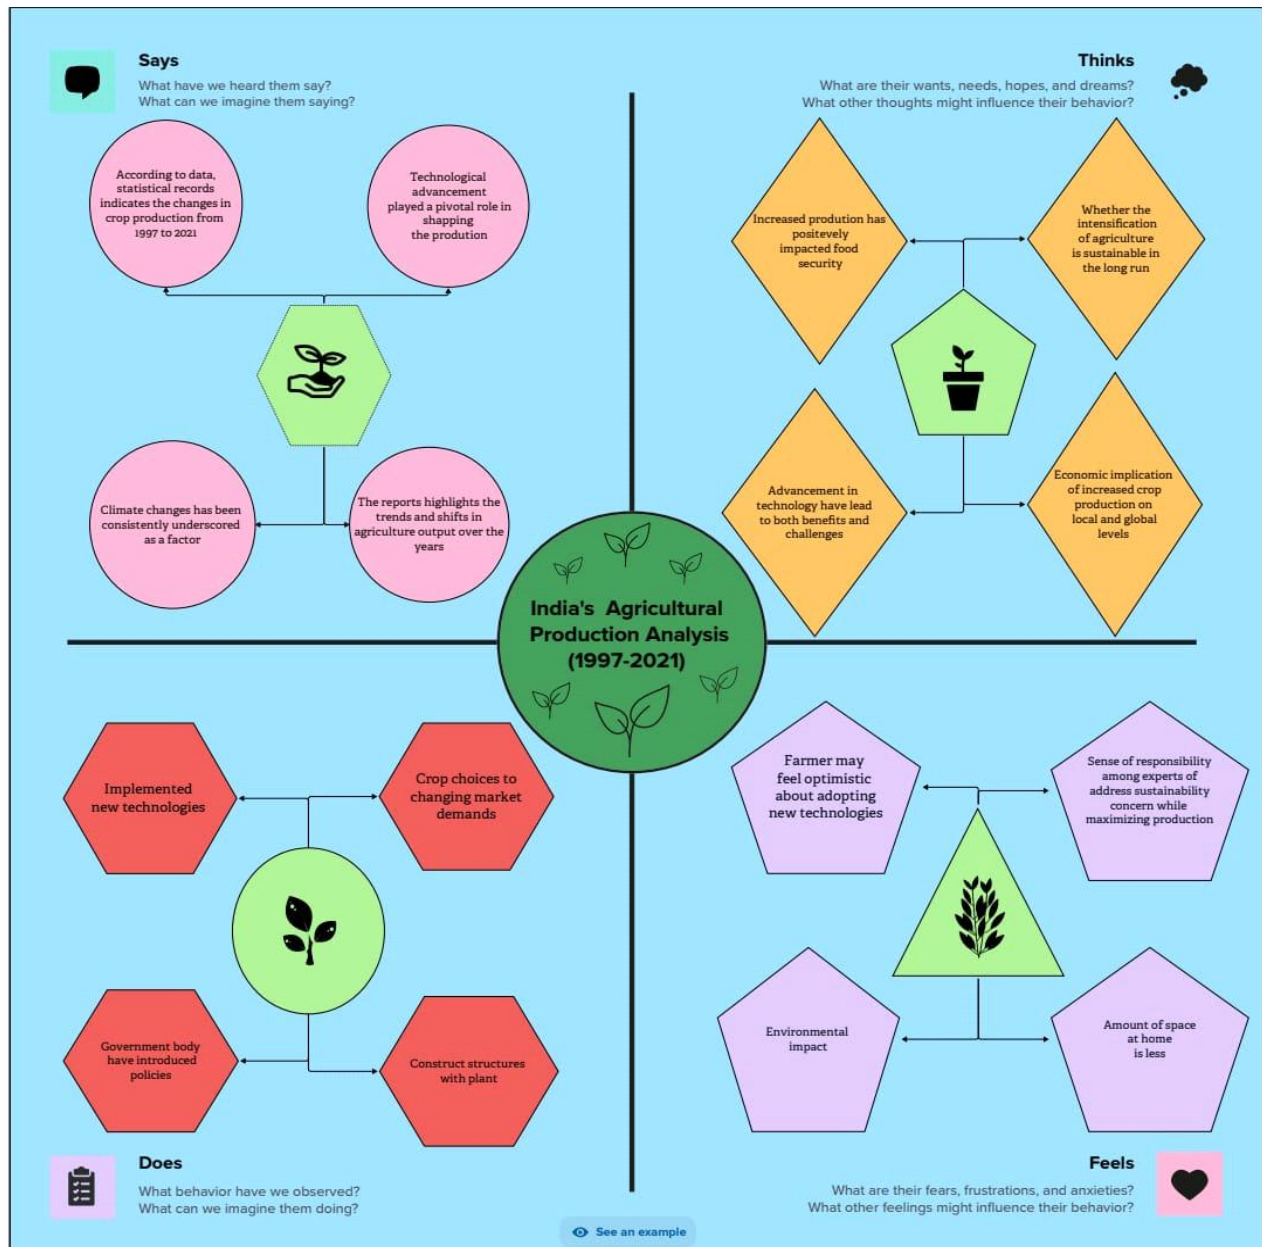 Says
What have we heard them say?
What can we imagine them saying?
According to data,
statistical records
indicates the changes in
crop production from
1997 to 2021
Technological
advancement
played a pivotal role in
shapping
the prodution
Climate changes has been
consistently underscored
as a factor
The reports highlights the
trends and shifts in
agriculture output over the
years
Thinks
What are their wants, needs, hopes, and dreams?
What other thoughts might influence their behavior?
Increased prodution has
positevely
impacted food
security
Whether the
intensification
of agriculture
is sustainable in
the long run
Advancement in
technology have lead
to both benefits and
challenges
Economic implication
of increased crop
production on
local and global
levels
India's Agricultural
Production Analysis
(1997-2021)
Implemented
new technologies
Crop choices to
changing market
demands
Government body
have introduced
policies
Construct structures
with plant
Does
What behavior have we observed?
What can we imagine them doing?
Farmer may
feel optimistic
about adopting
new technologies
Sense of responsibility
among experts of
address sustainability
concern while
maximizing production
Environmental
impact
Amount of space
at home
is less
Feels
What are their fears, frustrations, and anxieties?
What other feelings might influence their behavior?
See an example